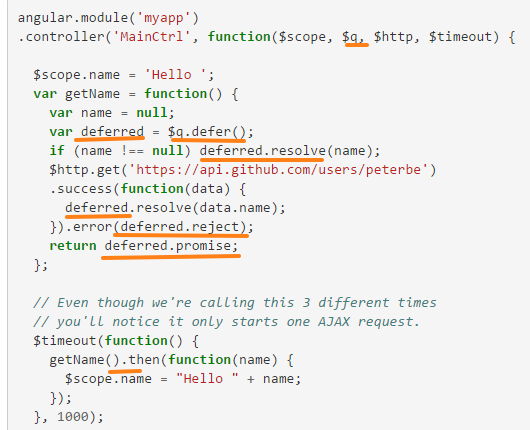 angular.module('myapp')
.controller('MainCtrl', function($scope, $q, $http, $timeout) {
  $scope.name = 'Hello ';
  var getName = function() {
    var name = null;
    var deferred = $q.defer();
    if (name !== null) deferred.resolve(name);
    $http.get('https://api.github.com/users/peterbe')
    .success(function(data) {
      deferred.resolve(data.name);
    }).error(deferred.reject);
    return deferred.promise;
  };
  // Even though we're calling this 3 different times
  // you'll notice it only starts one AJAX request.
  $timeout(function() {
    getName().then(function(name) {
      $scope.name = "Hello " + name;
    });
  }, 1000);